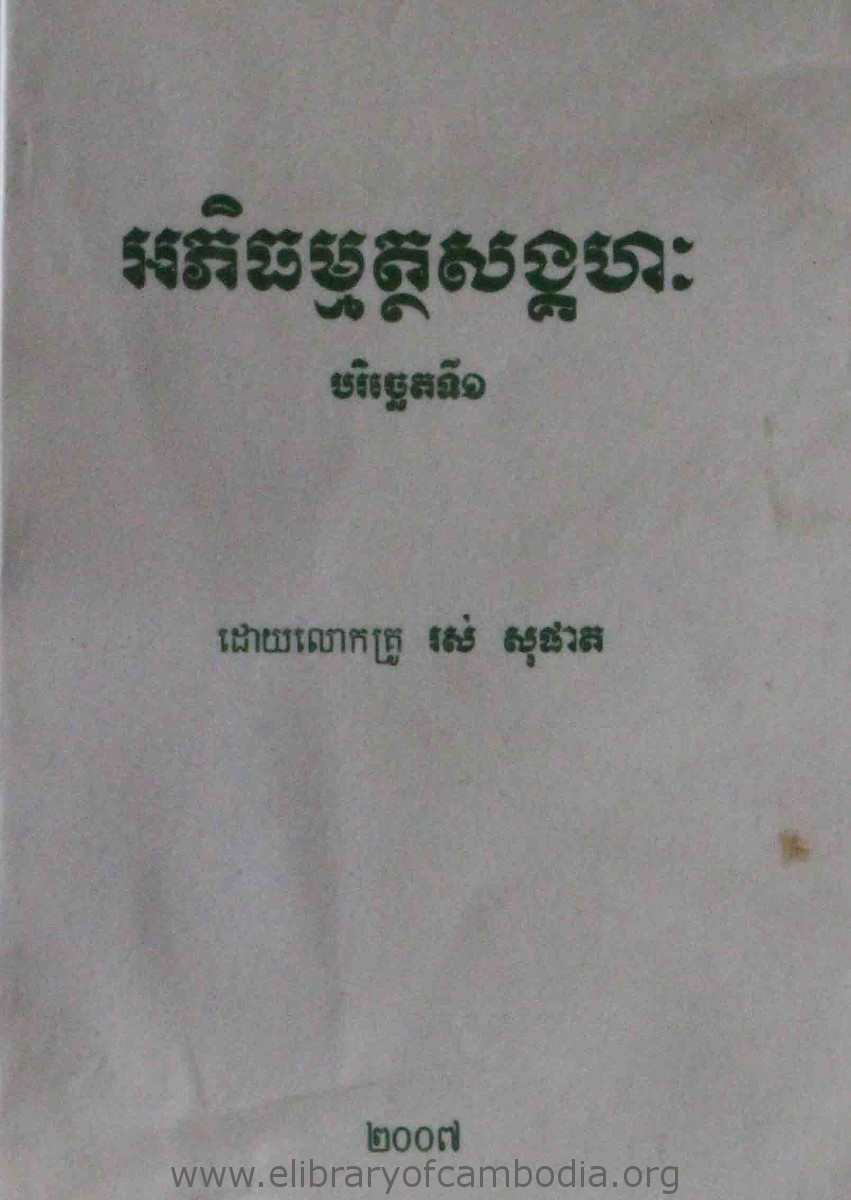 អភិធម្មត្ថសង្គហៈ
បរិច្ឆេតទី១
ដោយលោកគ្រូ រស់ សុផាត
២០០៧
www.elibraryofcambodia.org